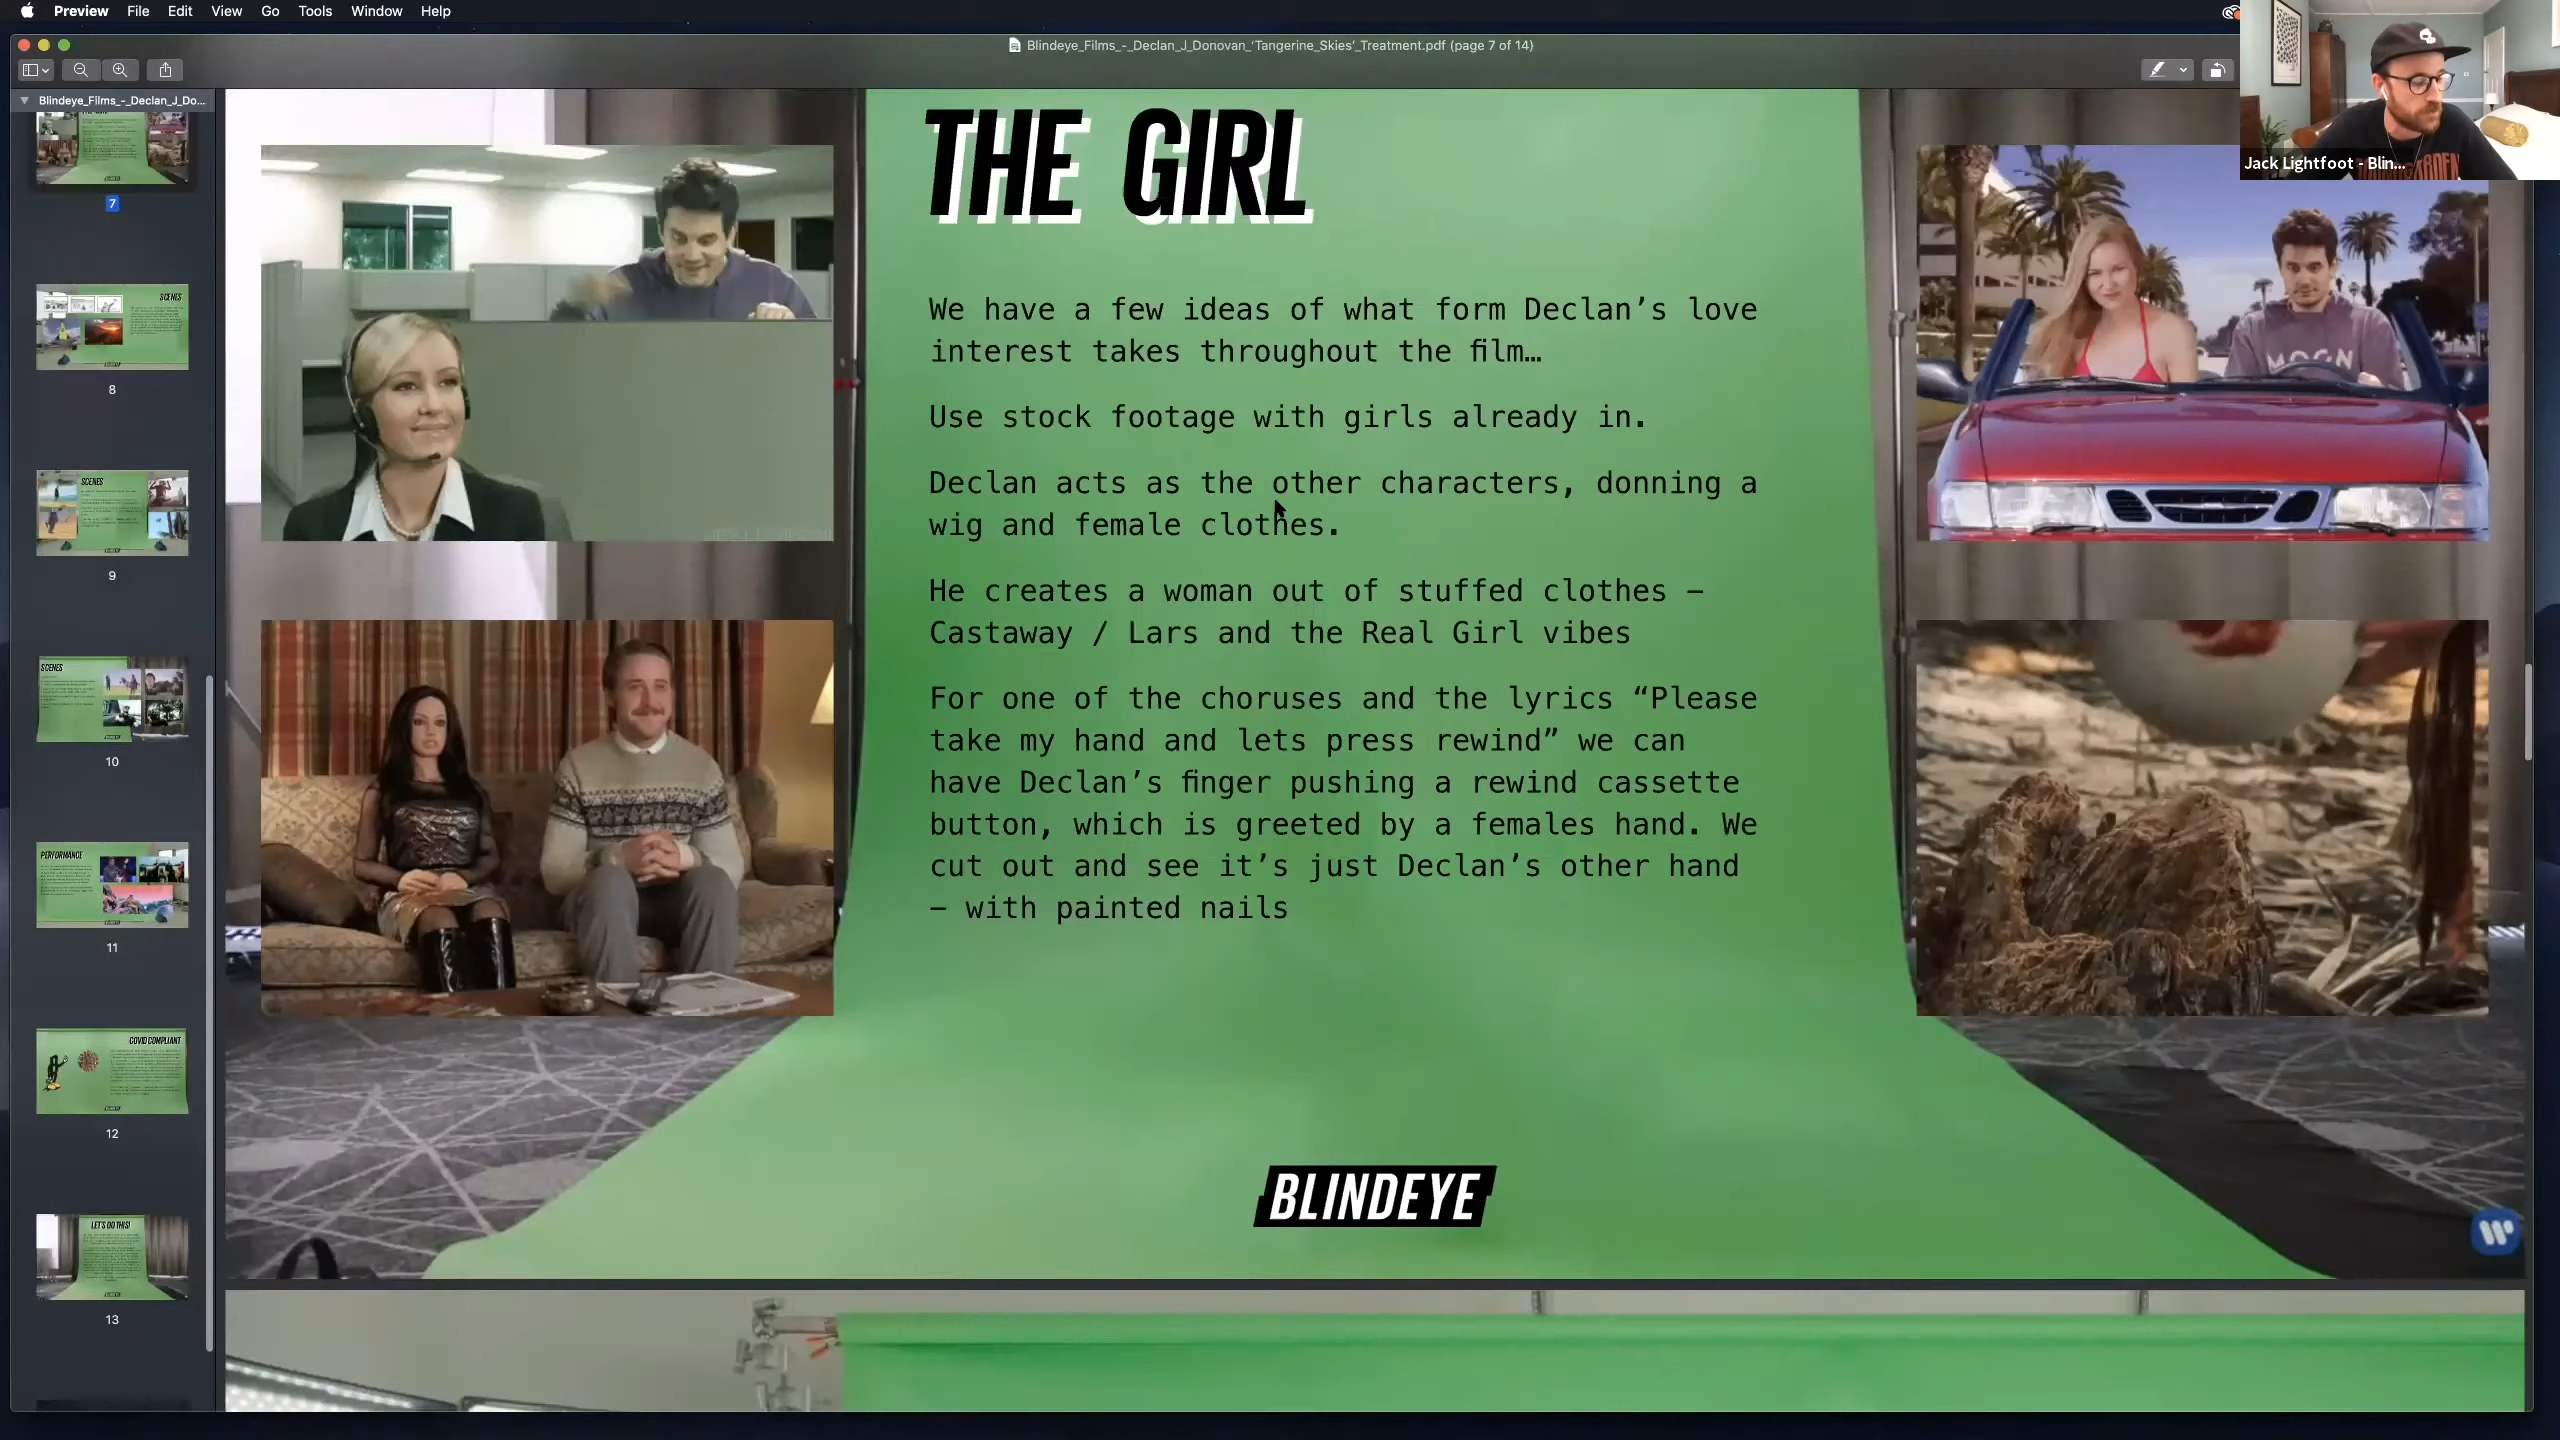 Preview File Edit View Go Tools Window Help
Blindeye_Films_-_Declan_J_Donovan_‘Tangerine_Skies’_Treatment.pdf (page 7 of 14)
Blindeye_Films_-_Declan_J_Do...
7
SCENES
8
SCENES
9
SCENES
10
PERFORMANCE
11
COVID COMPLIANT
12
LET'S DO THIS!
13
THE GIRL
We have a few ideas of what form Declan’s love
interest takes throughout the film…
Use stock footage with girls already in.
Declan acts as the other characters, donning a
wig and female clothes.
He creates a woman out of stuffed clothes –
Castaway / Lars and the Real Girl vibes
For one of the choruses and the lyrics “Please
take my hand and lets press rewind” we can
have Declan’s finger pushing a rewind cassette
button, which is greeted by a females hand. We
cut out and see it’s just Declan’s other hand
– with painted nails
BLINDEYE
MOON
Jack Lightfoot - Blin...